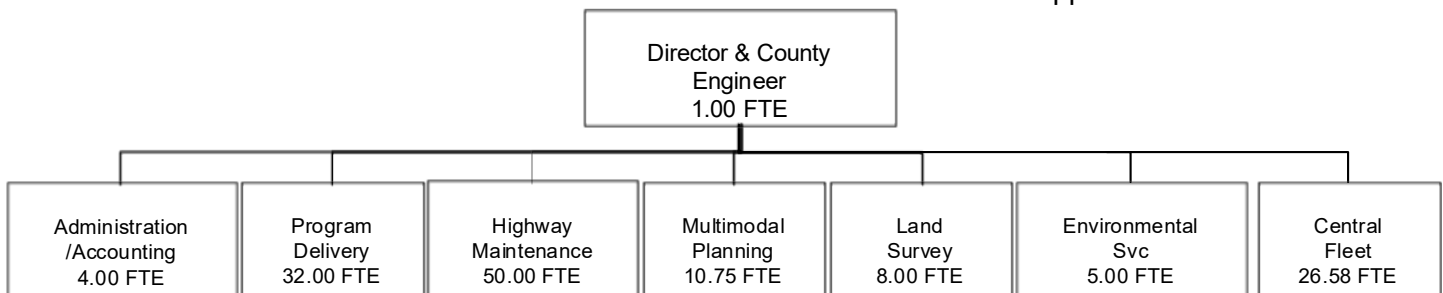 Director & County
Engineer
1.00 FTE
Administration
/Accounting
4.00 FTE
Program
Delivery
32.00 FTE
Highway
Maintenance
50.00 FTE
Multimodal
Planning
10.75 FTE
Land
Survey
8.00 FTE
Environmental
Svc
5.00 FTE
Central
Fleet
26.58 FTE